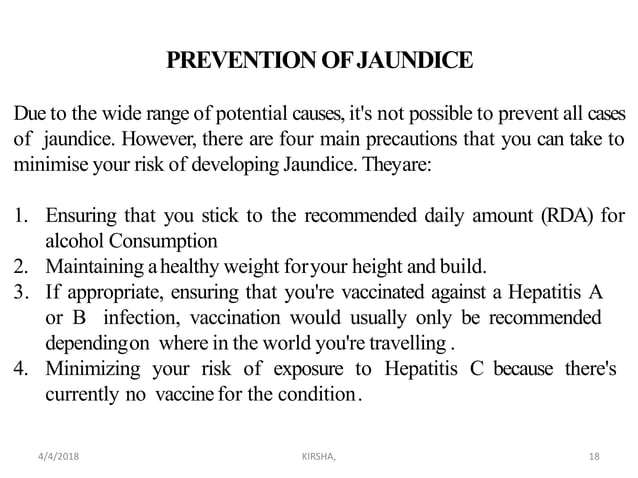 PREVENTION OF JAUNDICE
Due to the wide range of potential causes, it's not possible to prevent all cases
of jaundice. However, there are four main precautions that you can take to
minimise your risk of developing Jaundice. Theyare:
1. Ensuring that you stick to the recommended daily amount (RDA) for
alcohol Consumption
2. Maintaining a healthy weight foryour height and build.
3. If appropriate, ensuring that you're vaccinated against a Hepatitis A
or B infection, vaccination would usually only be recommended
dependingon where in the world you're travelling .
4. Minimizing your risk of exposure to Hepatitis C because there's
currently no vaccine for the condition.
4/4/2018 KIRSHA, 18